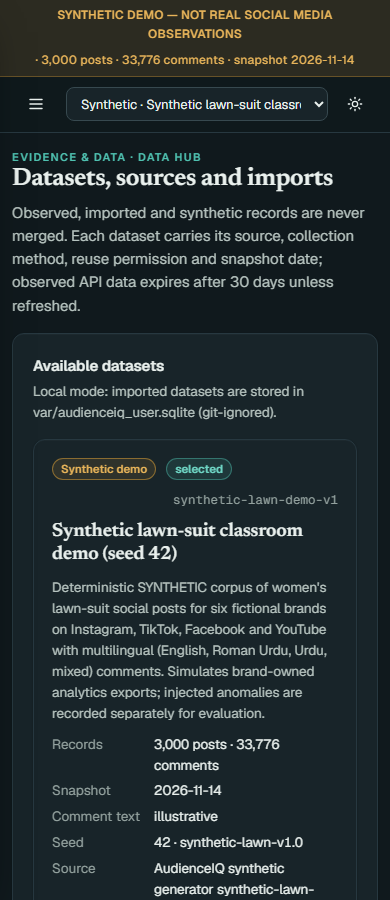 SYNTHETIC DEMO — NOT REAL SOCIAL MEDIA
OBSERVATIONS
· 3,000 posts · 33,776 comments · snapshot 2026-11-14
Synthetic · Synthetic lawn-suit classr
EVIDENCE & DATA · DATA HUB
Datasets, sources and imports
Observed, imported and synthetic records are never
merged. Each dataset carries its source, collection
method, reuse permission and snapshot date;
observed API data expires after 30 days unless
refreshed.
Available datasets
Local mode: imported datasets are stored in
var/audienceiq_user.sqlite (git-ignored).
Synthetic demo selected
synthetic-lawn-demo-v1
Synthetic lawn-suit classroom
demo (seed 42)
Deterministic SYNTHETIC corpus of women's
lawn-suit social posts for six fictional brands
on Instagram, TikTok, Facebook and YouTube
with multilingual (English, Roman Urdu, Urdu,
mixed) comments. Simulates brand-owned
analytics exports; injected anomalies are
recorded separately for evaluation.
Records 3,000 posts · 33,776
comments
Snapshot 2026-11-14
Comment text illustrative
Seed 42 · synthetic-lawn-v1.0
Source AudienceIQ synthetic
generator synthetic-lawn-